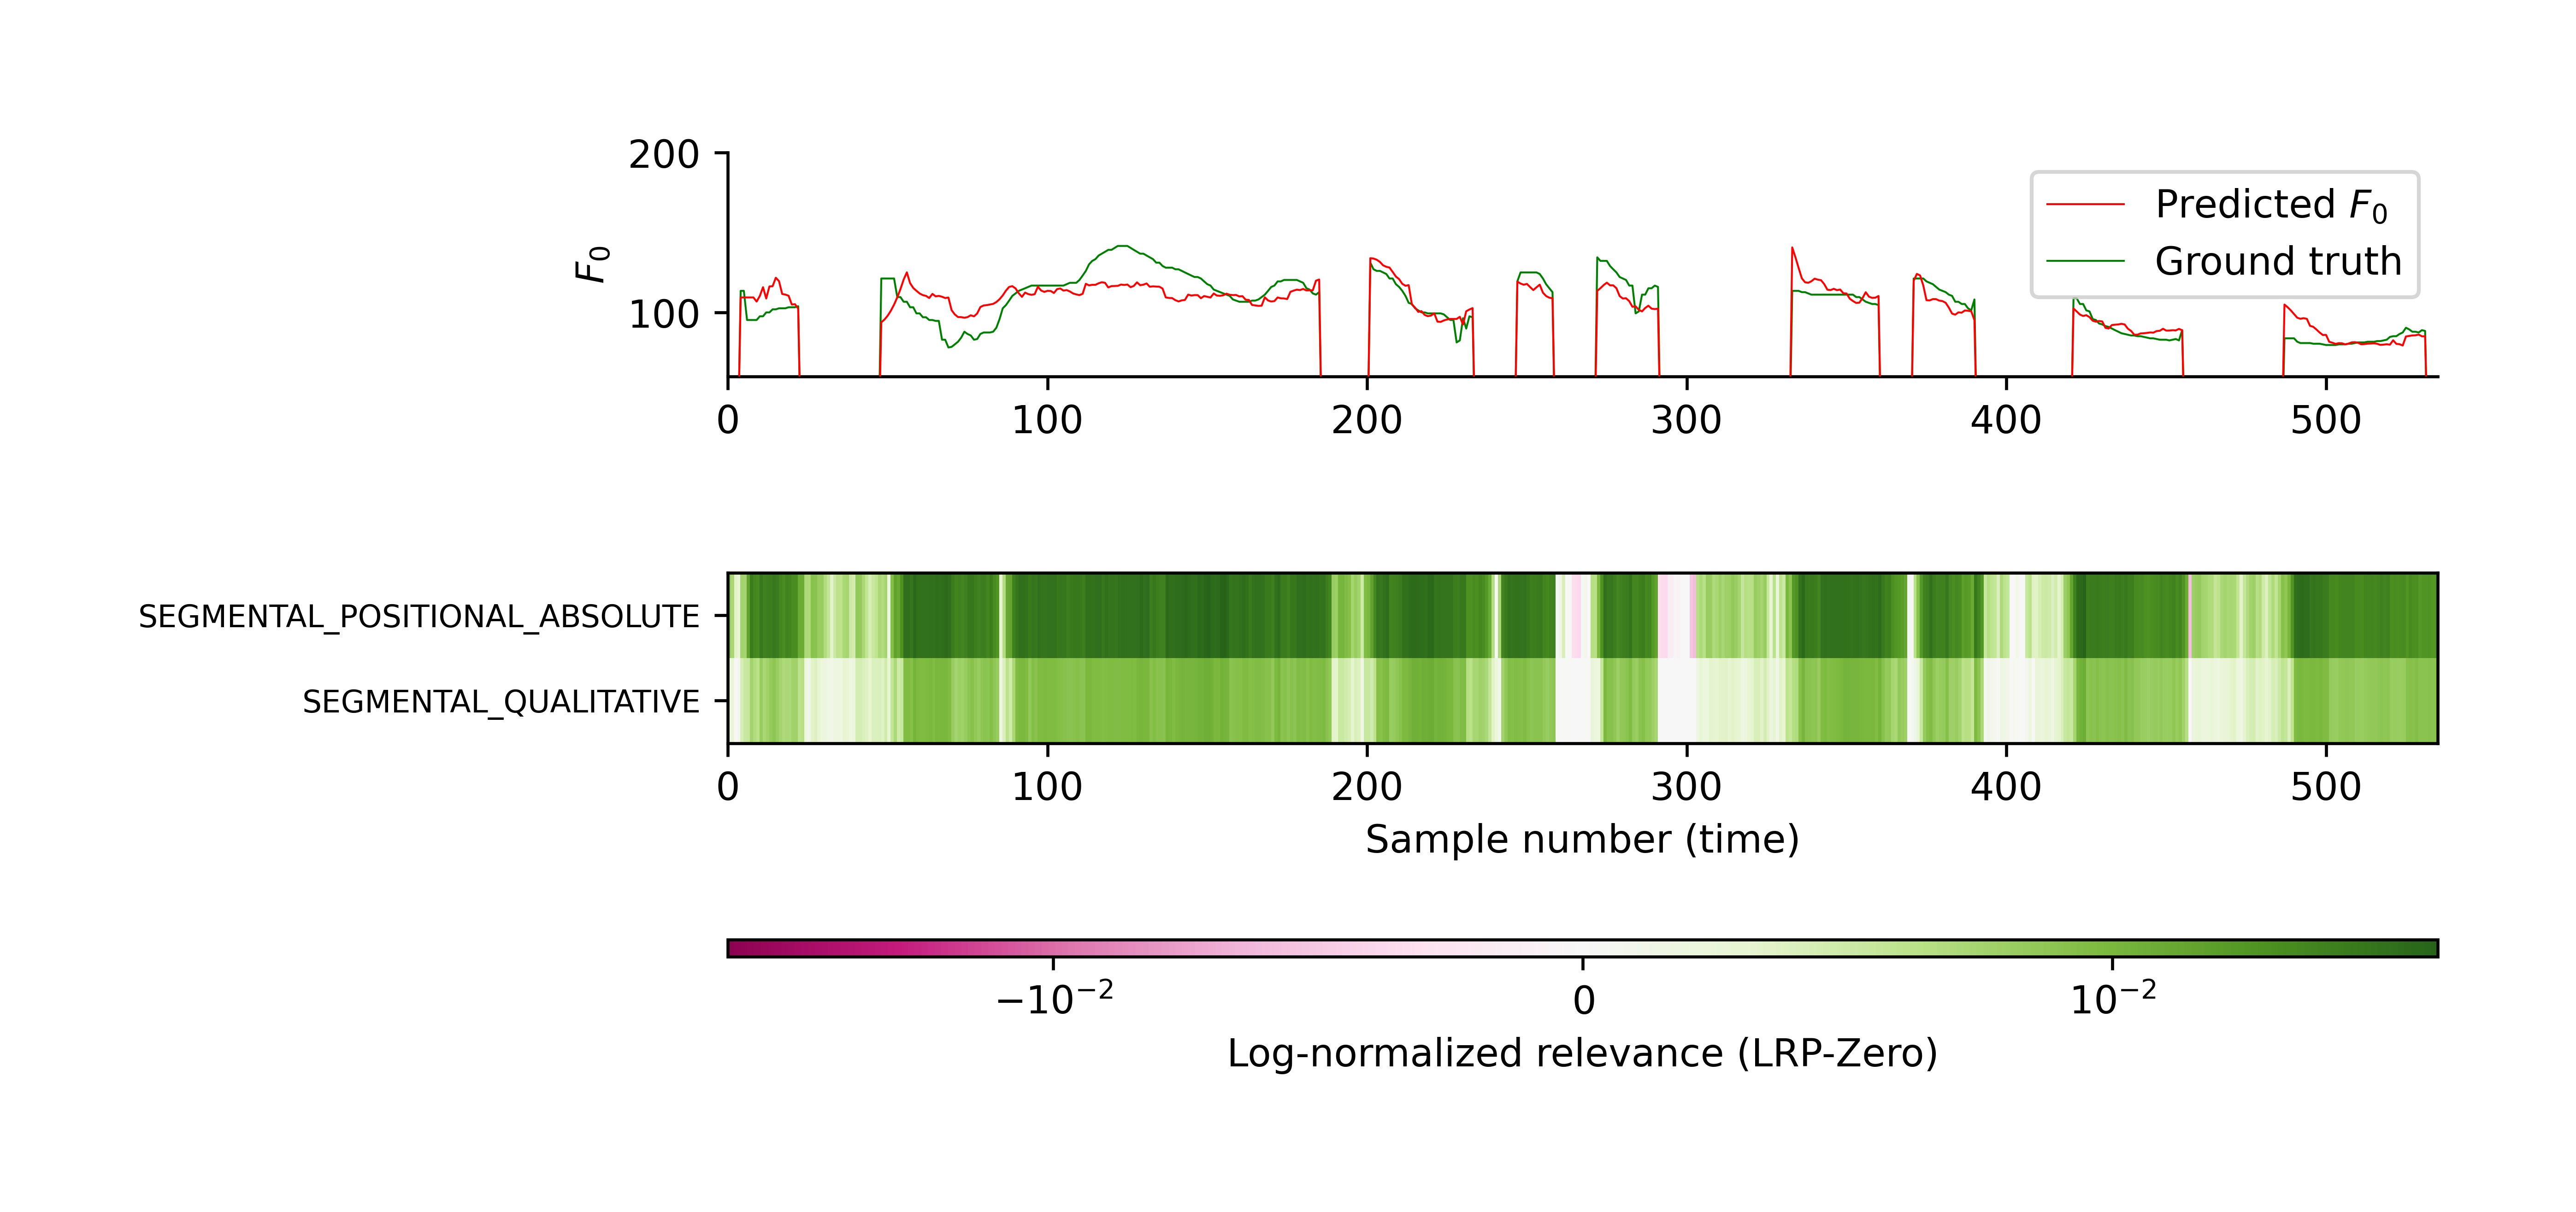 200
100
F0
Predicted F0
Ground truth
0 100 200 300 400 500
SEGMENTAL_POSITIONAL_ABSOLUTE
SEGMENTAL_QUALITATIVE
0 100 200 300 400 500
Sample number (time)
−10−2 0 10−2
Log-normalized relevance (LRP-Zero)